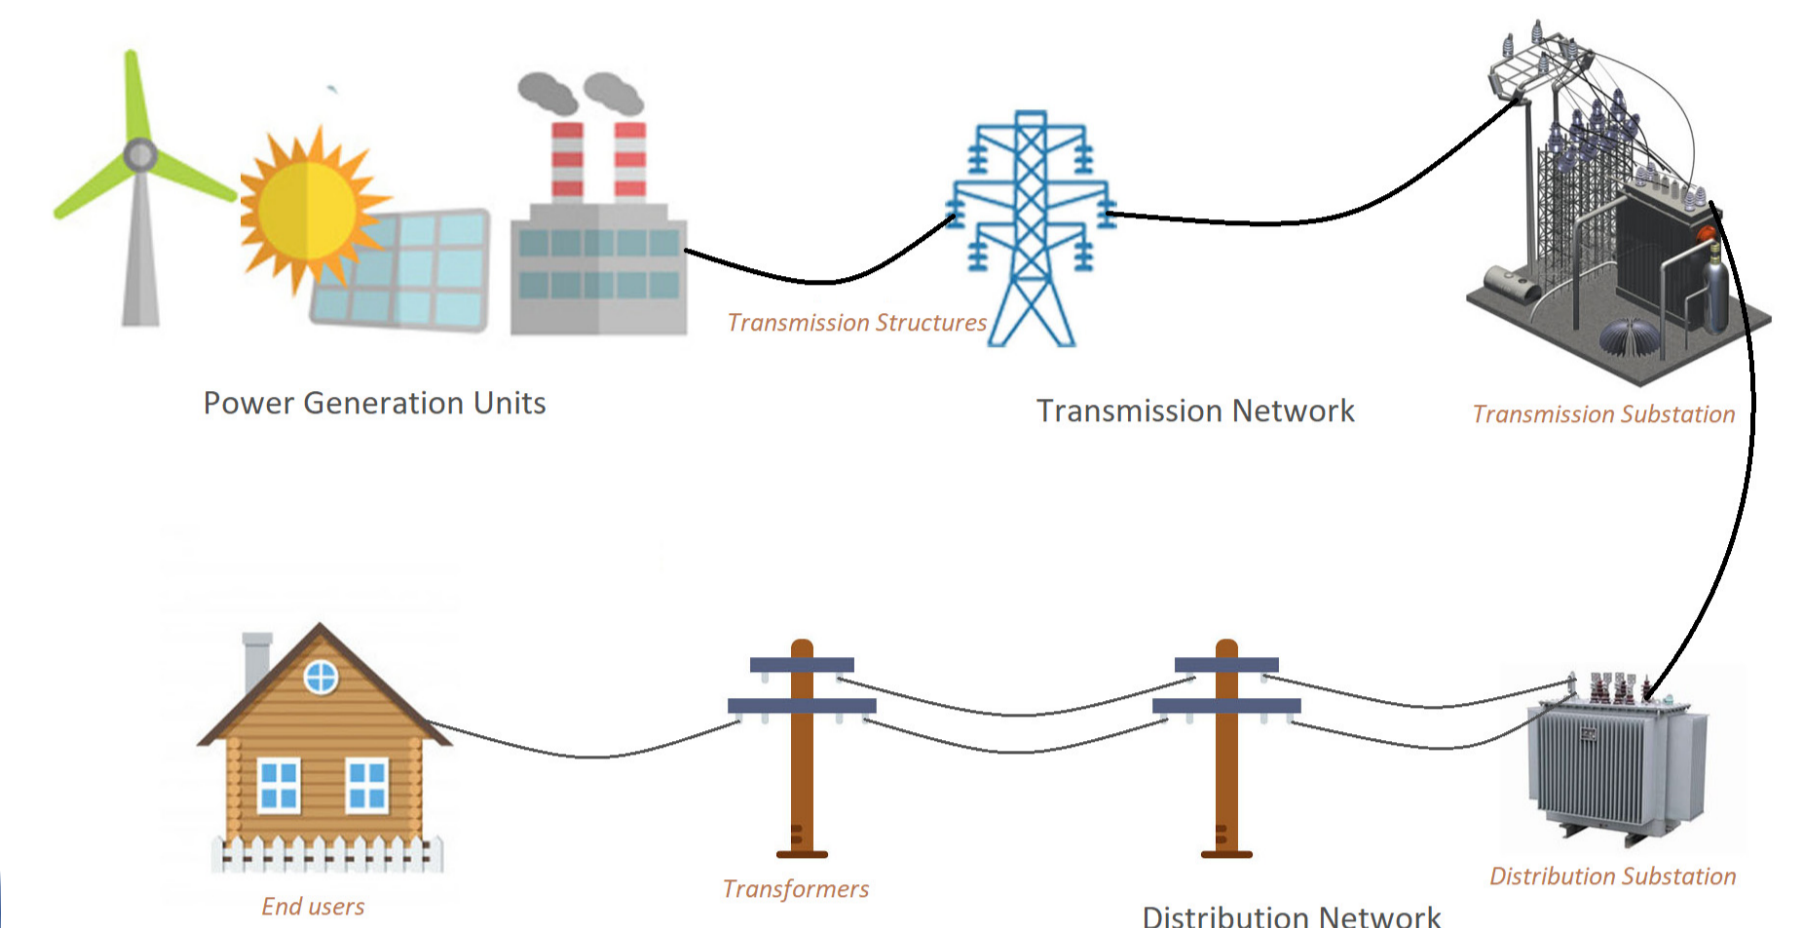 Transmission Structures
Power Generation Units
Transmission Network
Transmission Substation
End users
Transformers
Distribution Substation
Distribution Network